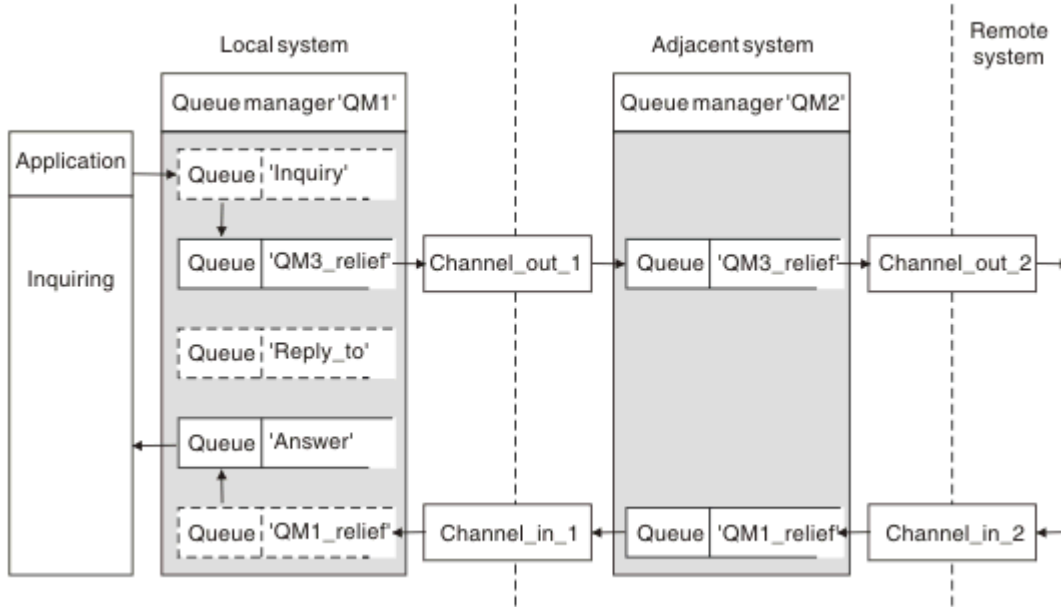 Local system
Adjacent system
Remote
system
Queue manager 'QM1'
Queue manager 'QM2'
Application
Inquiring
Queue 'Inquiry'
Queue 'QM3_relief'
Channel_out_1
Queue 'QM3_relief'
Channel_out_2
Queue 'Reply_to'
Queue 'Answer'
Queue 'QM1_relief'
Channel_in_1
Queue 'QM1_relief'
Channel_in_2